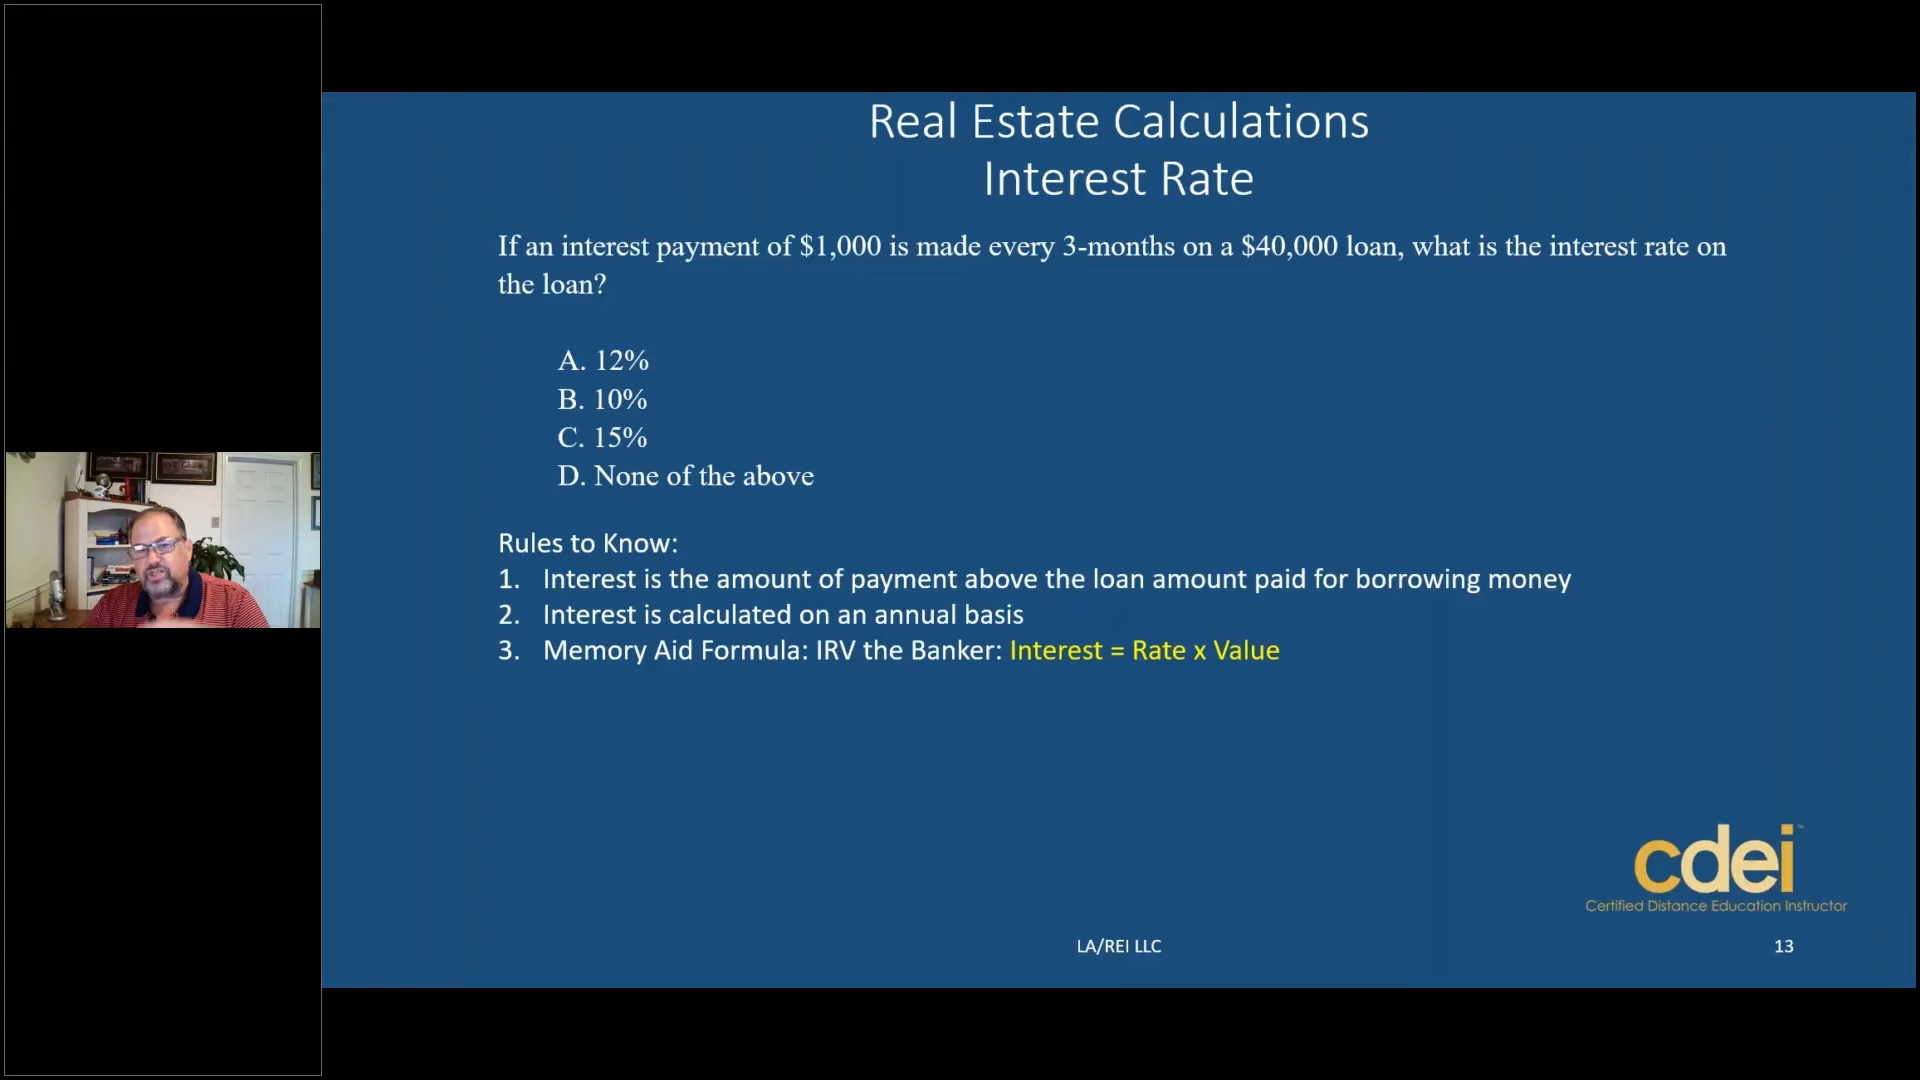 Real Estate Calculations
Interest Rate
If an interest payment of $1,000 is made every 3-months on a $40,000 loan, what is the interest rate on
the loan?
A. 12%
B. 10%
C. 15%
D. None of the above
Rules to Know:
1. Interest is the amount of payment above the loan amount paid for borrowing money
2. Interest is calculated on an annual basis
3. Memory Aid Formula: IRV the Banker: Interest = Rate x Value
cdei™
Certified Distance Education Instructor
LA/REI LLC
13